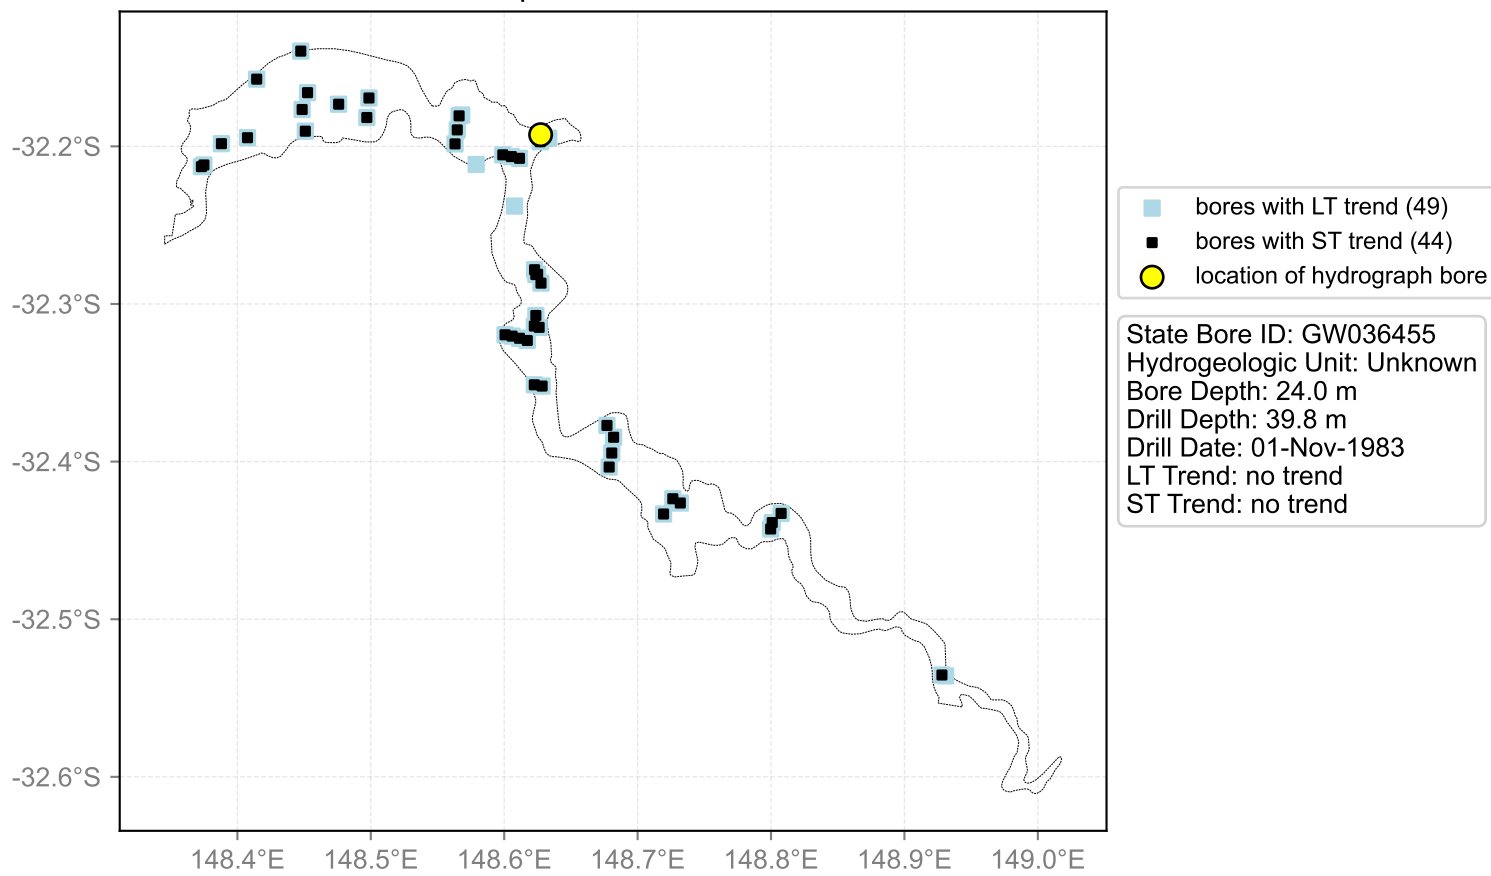 -32.2°S
-32.3°S
-32.4°S
-32.5°S
-32.6°S
148.4°E
148.5°E
148.6°E
148.7°E
148.8°E
148.9°E
149.0°E
bores with LT trend (49)
bores with ST trend (44)
location of hydrograph bore
State Bore ID: GW036455
Hydrogeologic Unit: Unknown
Bore Depth: 24.0 m
Drill Depth: 39.8 m
Drill Date: 01-Nov-1983
LT Trend: no trend
ST Trend: no trend